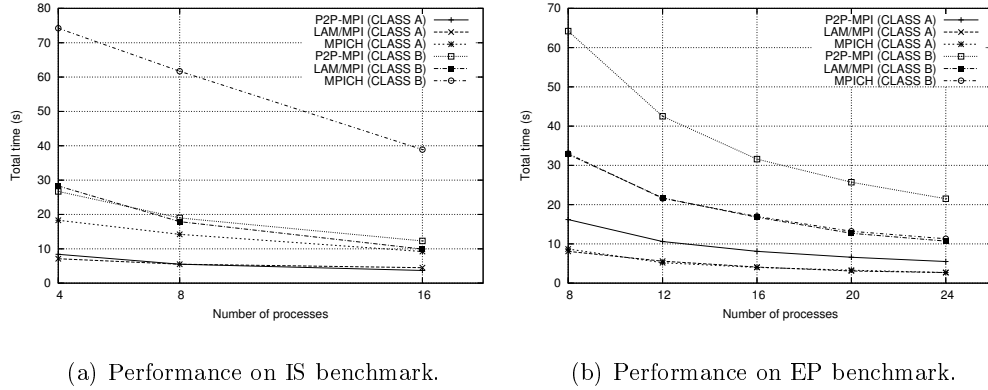 80
70
60
50
40
30
20
10
0
Total time (s)
P2P-MPI (CLASS A)
LAM/MPI (CLASS A)
MPICH (CLASS A)
P2P-MPI (CLASS B)
LAM/MPI (CLASS B)
MPICH (CLASS B)
4 8 16
Number of processes
(a) Performance on IS benchmark.
70
60
50
40
30
20
10
0
Total time (s)
P2P-MPI (CLASS A)
LAM/MPI (CLASS A)
MPICH (CLASS A)
P2P-MPI (CLASS B)
LAM/MPI (CLASS B)
MPICH (CLASS B)
8 12 16 20 24
Number of processes
(b) Performance on EP benchmark.